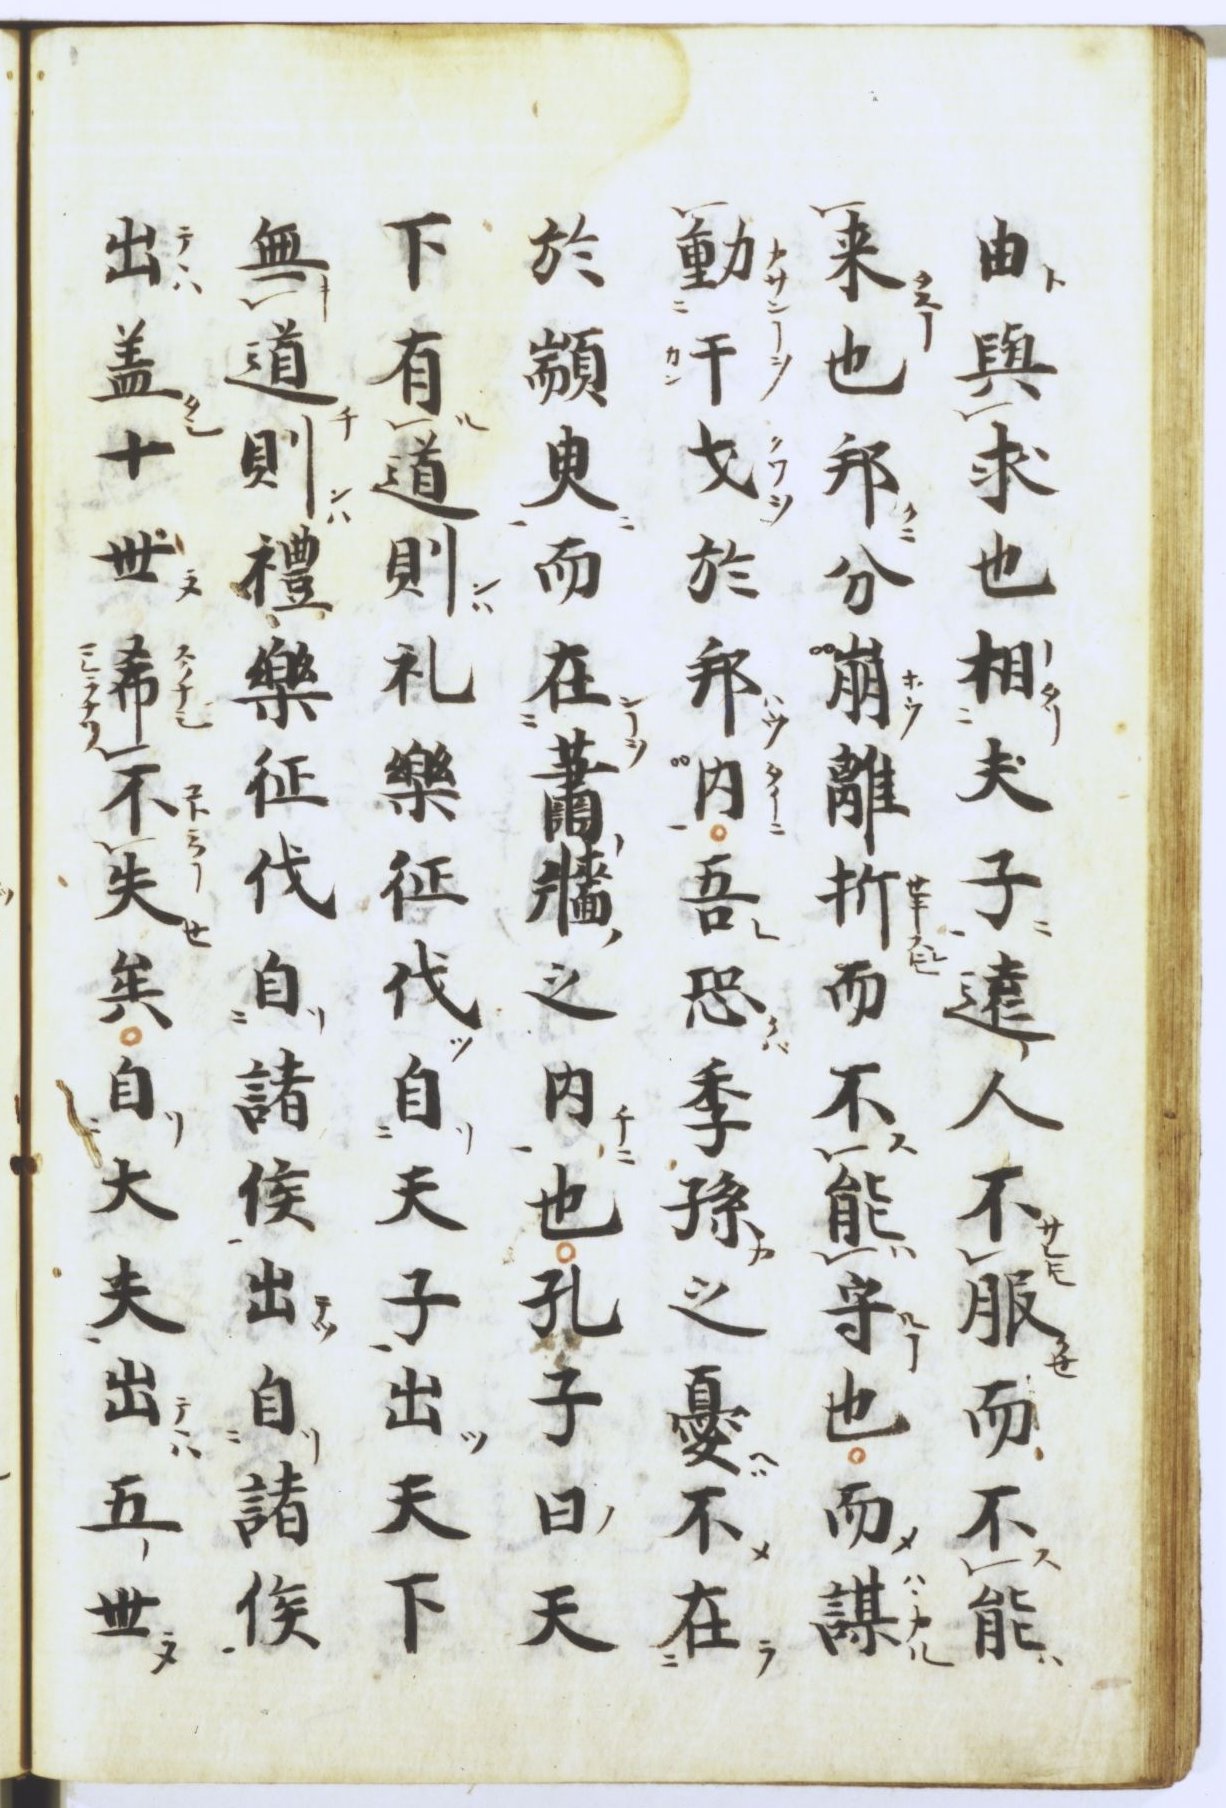 由與求也相夫子遠人不服而不能
来也邦分崩離折而不能守也而謀
動干戈於邦内吾恐季孫之憂不在
於顓臾而在蕭牆之内也孔子曰天
下有道則礼樂征伐自天子出天下
無道則禮樂征伐自諸侯出自諸侯
出盖十世希不失矣自大夫出五世